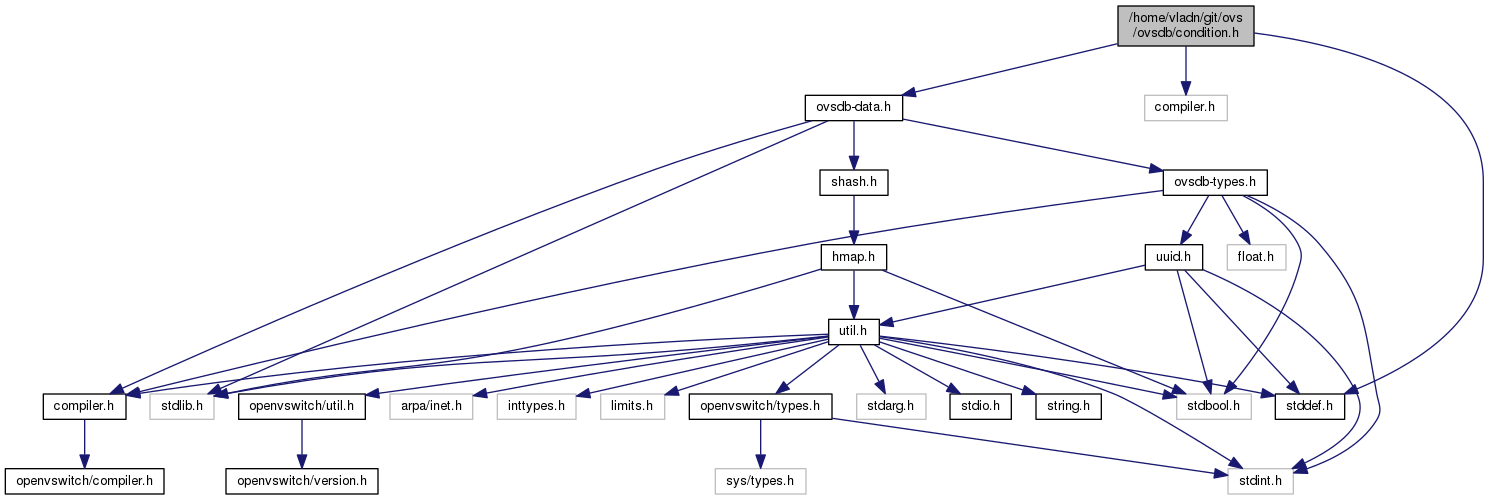 /home/vladn/git/ovs
/ovsdb/condition.h
ovsdb-data.h
compiler.h
shash.h
ovsdb-types.h
hmap.h
uuid.h
float.h
util.h
compiler.h
stdlib.h
openvswitch/util.h
arpa/inet.h
inttypes.h
limits.h
openvswitch/types.h
stdarg.h
stdio.h
string.h
stdbool.h
stddef.h
openvswitch/compiler.h
openvswitch/version.h
sys/types.h
stdint.h